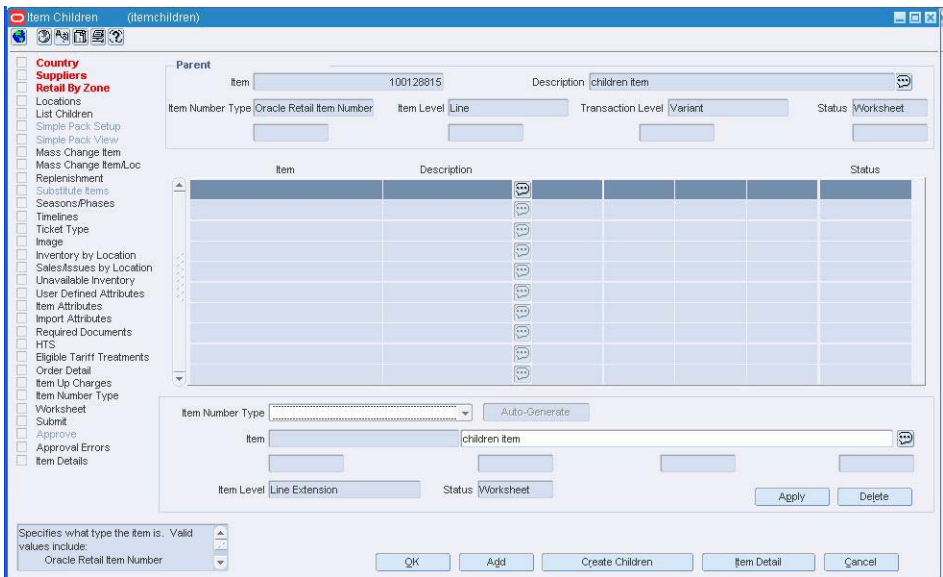 Item Children (itemchildren)
Country
Suppliers
Retail By Zone
Locations
List Children
Simple Pack Setup
Simple Pack View
Mass Change Item
Mass Change Item/Loc
Replenishment
Substitute Items
Seasons/Phases
Timelines
Ticket Type
Image
Inventory by Location
Sales/Issues by Location
Unavailable Inventory
User Defined Attributes
Item Attributes
Import Attributes
Required Documents
HTS
Eligible Tariff Treatments
Order Detail
Item Up Charges
Item Number Type
Worksheet
Submit
Approve
Approval Errors
Item Details
Parent
Item 100128815 Description children item
Item Number Type Oracle Retail Item Number Item Level Line Transaction Level Variant Status Worksheet
Item Description Status
Item Number Type Auto-Generate
Item children item
Item Level Line Extension Status Worksheet
Apply Delete
Specifies what type the item is. Valid
values include:
Oracle Retail Item Number
OK Add Create Children Item Detail Cancel